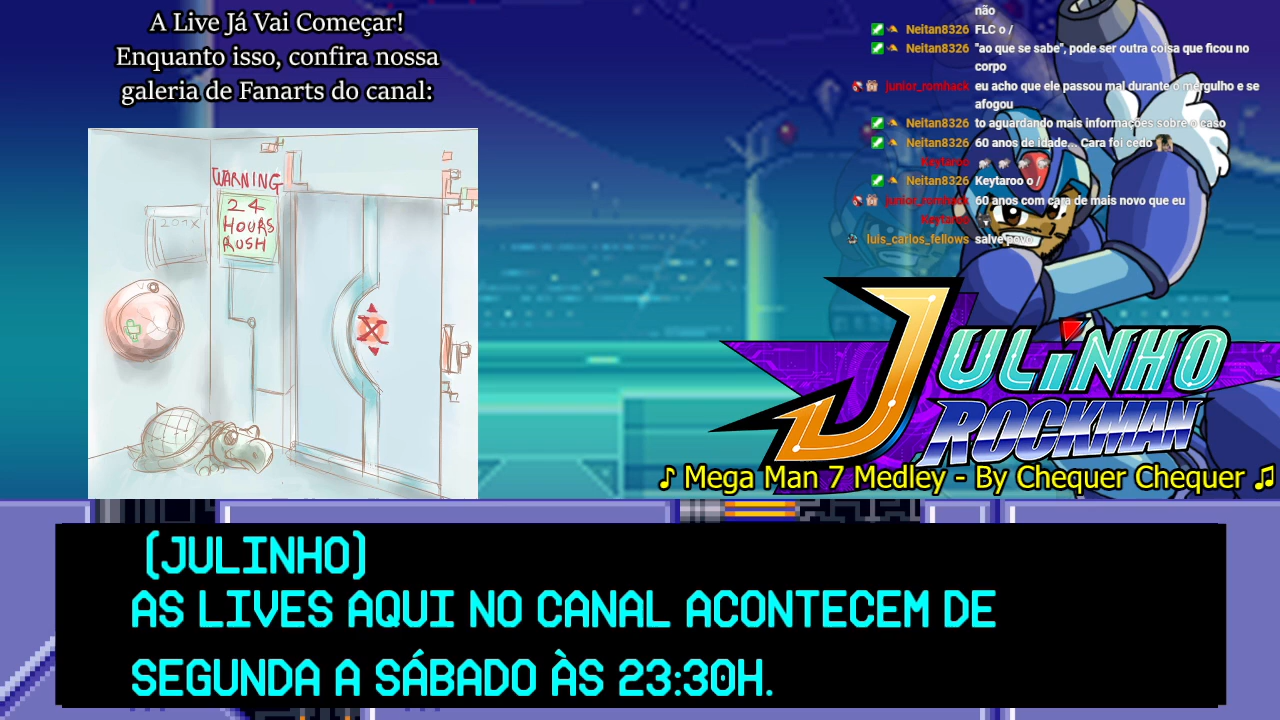 A Live Já Vai Começar!
Enquanto isso, confira nossa
galeria de Fanarts do canal:
WARNING
24
HOURS
RUSH
não
Neitan8326 FLC o /
Neitan8326 "ao que se sabe", pode ser outra coisa que ficou no
corpo
junior_romhack eu acho que ele passou mal durante o mergulho e se
afogou
Neitan8326 to aguardando mais informações sobre o caso
Neitan8326 60 anos de idade... Cara foi cedo
Keytaroo
Neitan8326 Keytaroo o /
junior_romhack 60 anos com cara de mais novo que eu
Keytaroo
luis_carlos_fellows salve povo
JULINHO
ROCKMAN
♪ Mega Man 7 Medley - By Chequer Chequer ♫
(JULINHO)
AS LIVES AQUI NO CANAL ACONTECEM DE
SEGUNDA A SÁBADO ÀS 23:30H.